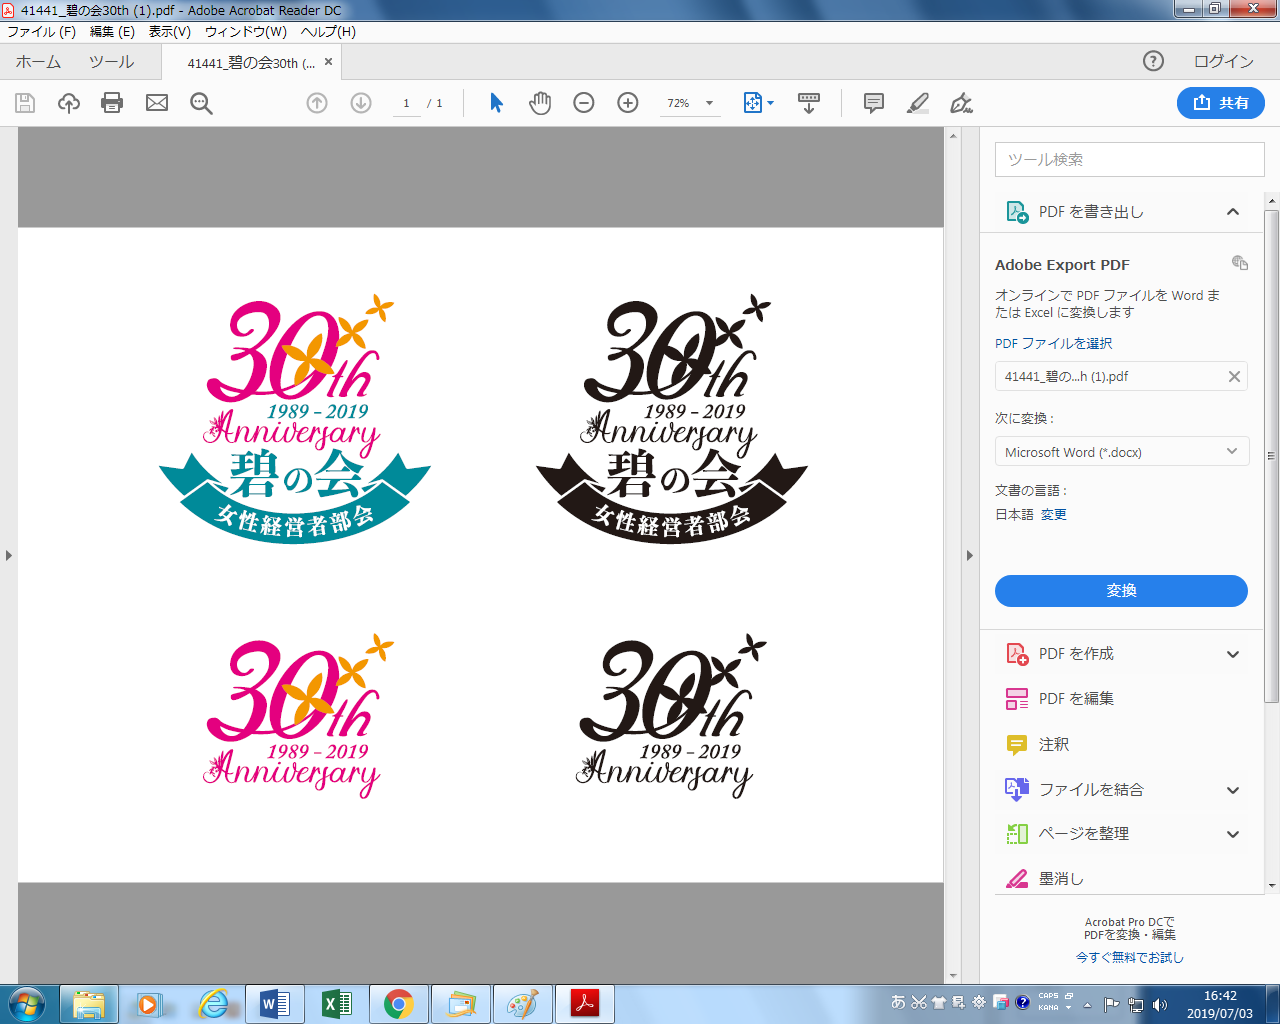 41441_碧の会30th (1).pdf - Adobe Acrobat Reader DC
ファイル (F) 編集 (E) 表示(V) ウィンドウ(W) ヘルプ(H)
ホーム ツール 41441_碧の会30th (... × ログイン
1 / 1 72% 共有
ツール検索
PDF を書き出し
Adobe Export PDF
オンラインで PDF ファイルを Word ま
たは Excel に変換します
PDF ファイルを選択
41441_碧の...h (1).pdf
次に変換 :
Microsoft Word (*.docx)
文書の言語 :
日本語 変更
変換
PDF を作成
PDF を編集
注釈
ファイルを結合
ページを整理
墨消し
Acrobat Pro DCで
PDFを変換・編集
今すぐ無料でお試し
30th
1989 - 2019
Anniversary
碧の会
女性経営者部会
30th
1989 - 2019
Anniversary
碧の会
女性経営者部会
30th
1989 - 2019
Anniversary
30th
1989 - 2019
Anniversary
あ CAPS
KANA
16:42
2019/07/03